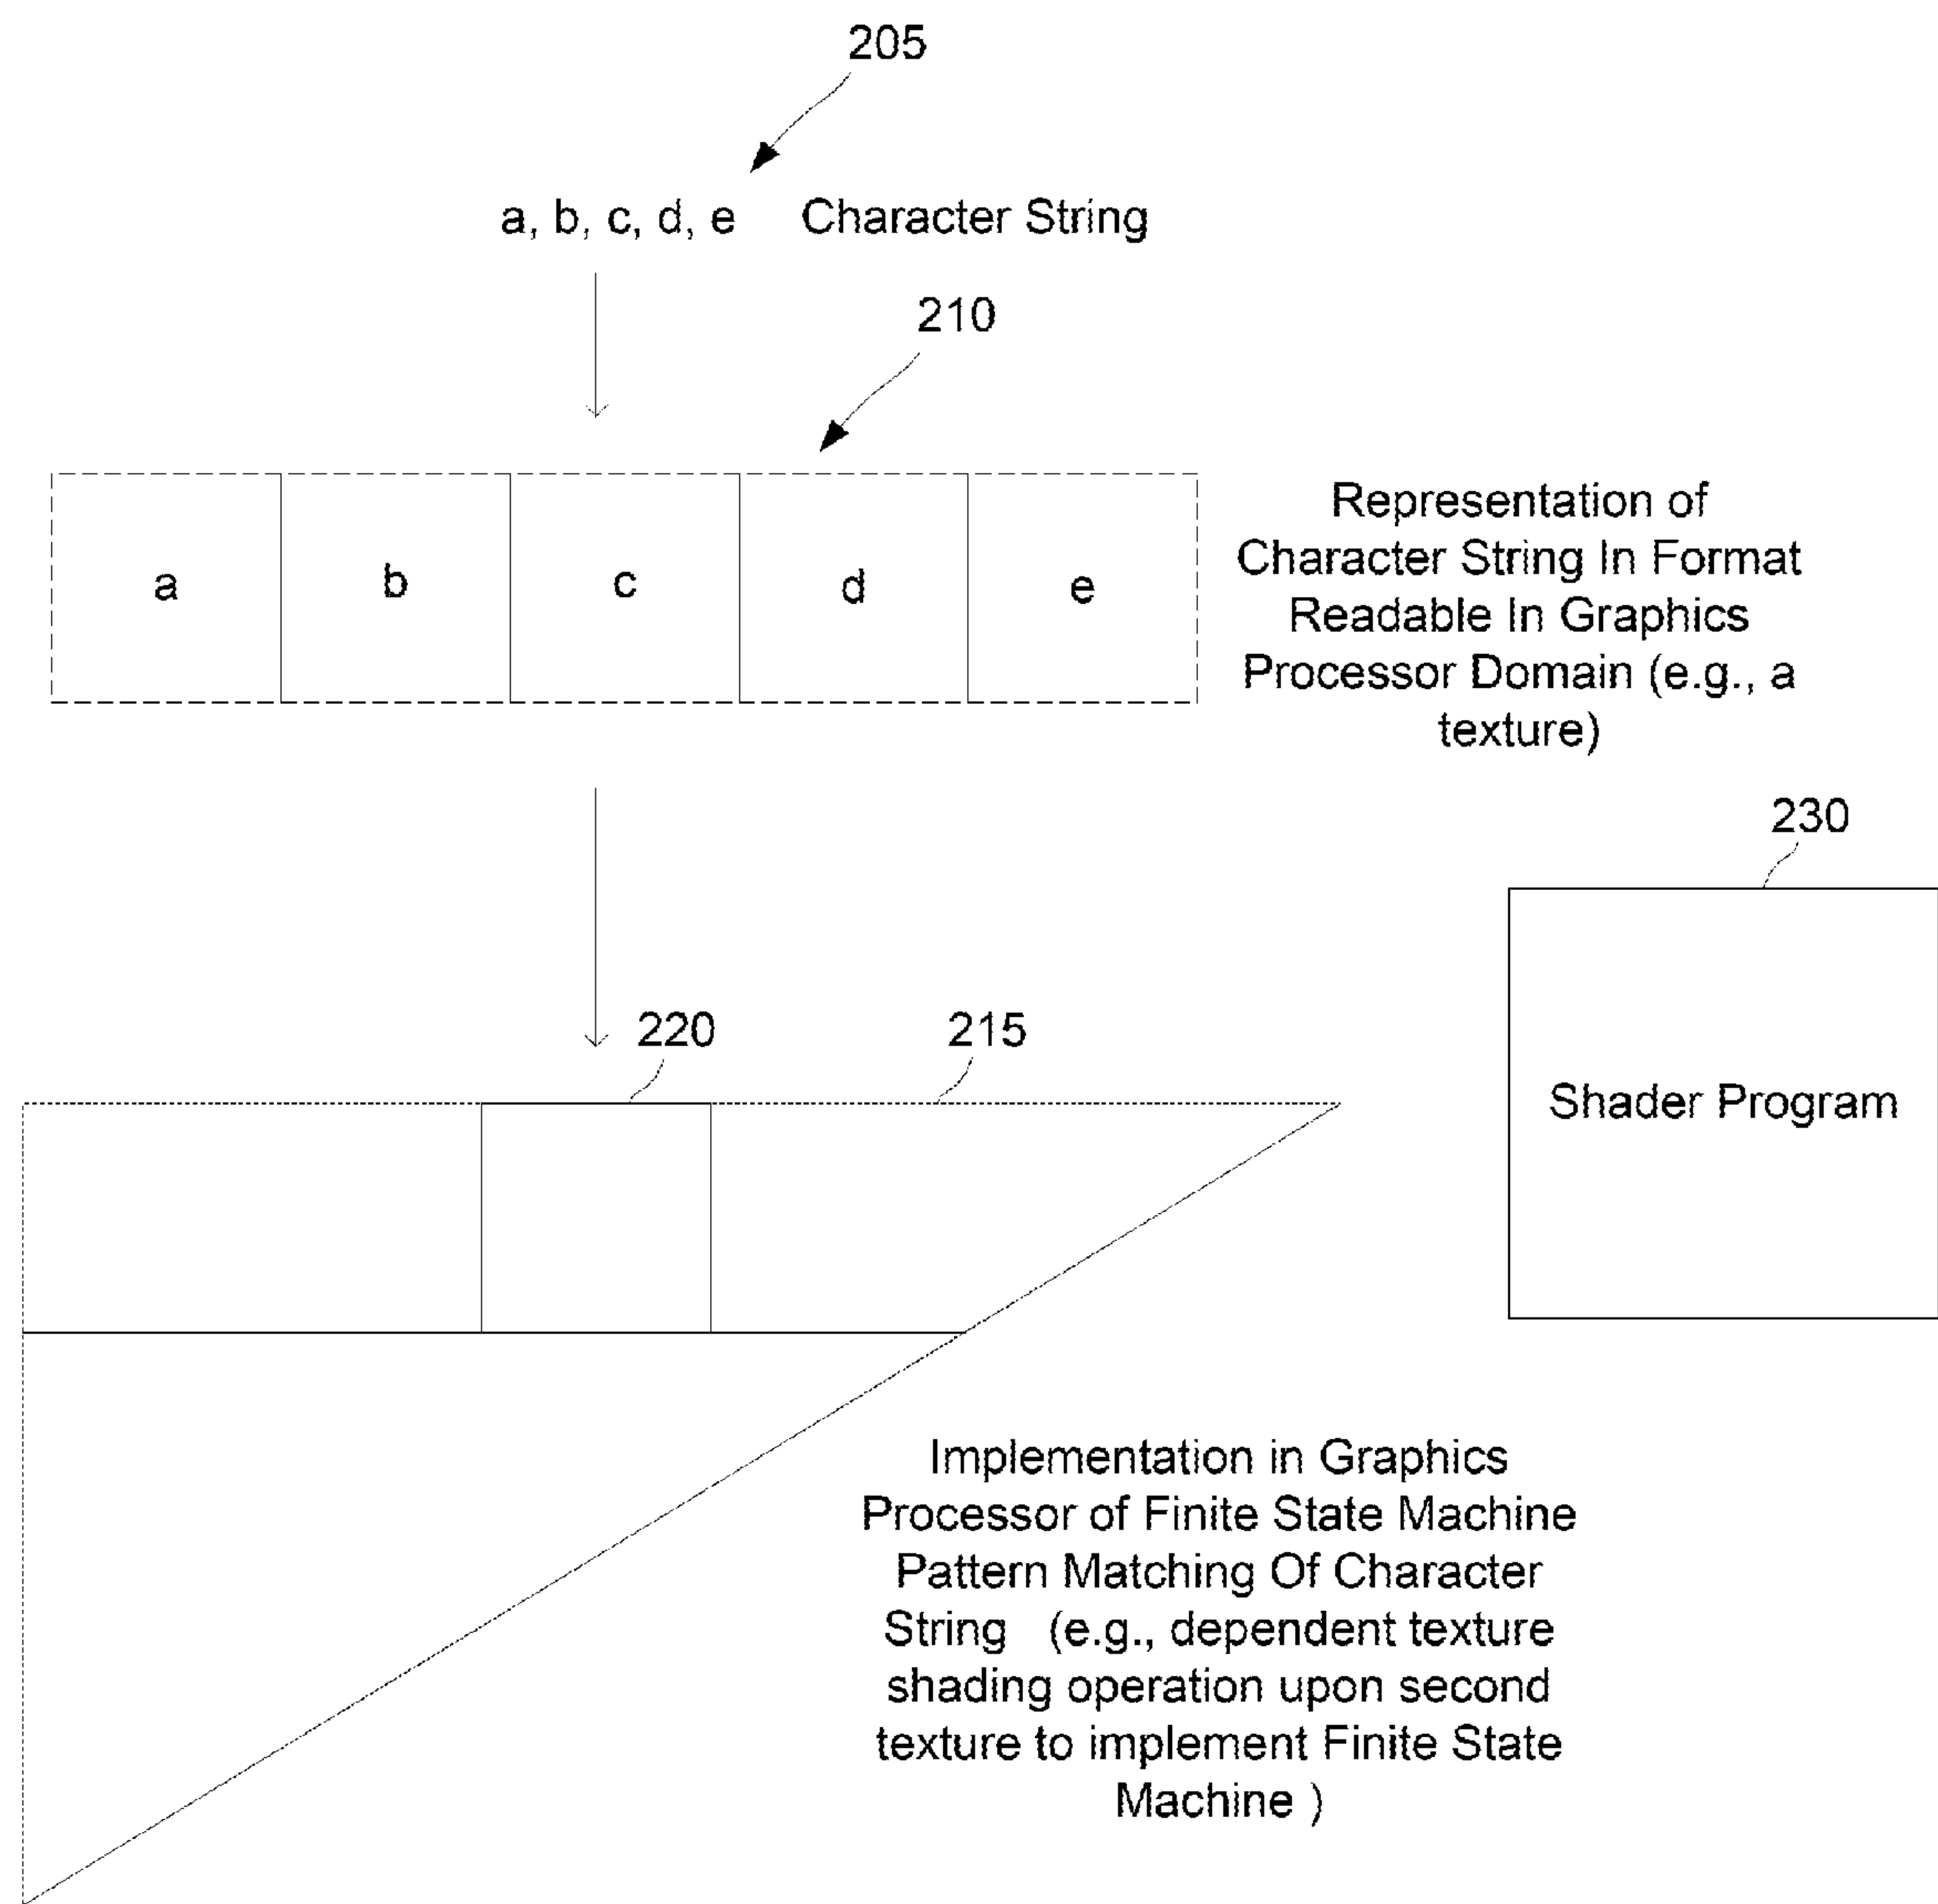 205
a, b, c, d, e Character String
210
a b c d e
Representation of
Character String In Format
Readable In Graphics
Processor Domain (e.g., a
texture)
230
Shader Program
220 215
Implementation in Graphics
Processor of Finite State Machine
Pattern Matching Of Character
String (e.g., dependent texture
shading operation upon second
texture to implement Finite State
Machine )